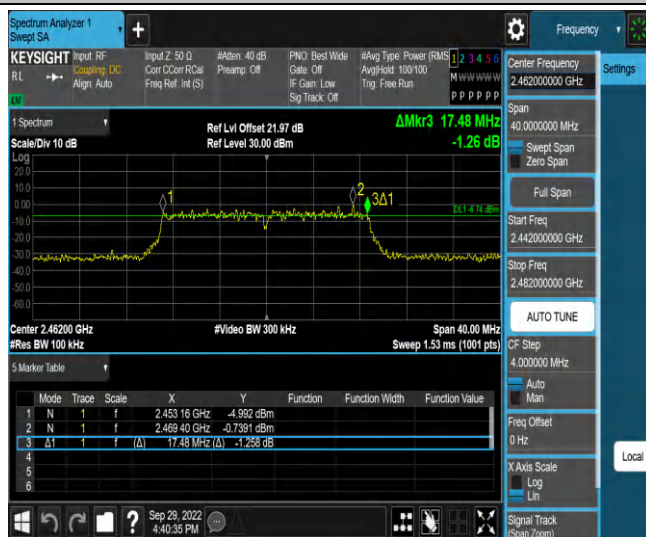 Spectrum Analyzer 1
Swept SA
+
Frequency
KEYSIGHT
RL
Input: RF
Coupling: DC
Align: Auto
Input Z: 50 Ω
Corr CCorr RCal
Freq Ref: Int (S)
#Atten: 40 dB
Preamp: Off
PNO: Best Wide
Gate: Off
IF Gain: Low
Sig Track: Off
#Avg Type: Power (RMS
Avg|Hold: 100/100
Trig: Free Run
1 2 3 4 5 6
M W W W W W
P P P P P P
LVI
1 Spectrum
Scale/Div 10 dB
Ref Lvl Offset 21.97 dB
Ref Level 30.00 dBm
ΔMkr3 17.48 MHz
-1.26 dB
Log
20.0
10.0
0.00
-10.0
-20.0
-30.0
-40.0
-50.0
-60.0
1
2
3Δ1
DL1 -6.74 dBm
Center 2.46200 GHz
#Res BW 100 kHz
#Video BW 300 kHz
Span 40.00 MHz
Sweep 1.53 ms (1001 pts)
5 Marker Table
Mode Trace Scale X Y Function Function Width Function Value
1 N 1 f 2.453 16 GHz -4.992 dBm
2 N 1 f 2.469 40 GHz -0.7391 dBm
3 Δ1 1 f (Δ) 17.48 MHz (Δ) -1.258 dB
4
5
6
?
Sep 29, 2022
4:40:35 PM
Center Frequency
2.462000000 GHz
Settings
Span
40.0000000 MHz
Swept Span
Zero Span
Full Span
Start Freq
2.442000000 GHz
Stop Freq
2.482000000 GHz
AUTO TUNE
CF Step
4.000000 MHz
Auto
Man
Freq Offset
0 Hz
X Axis Scale
Log
Lin
Signal Track
(Span Zoom)
Local